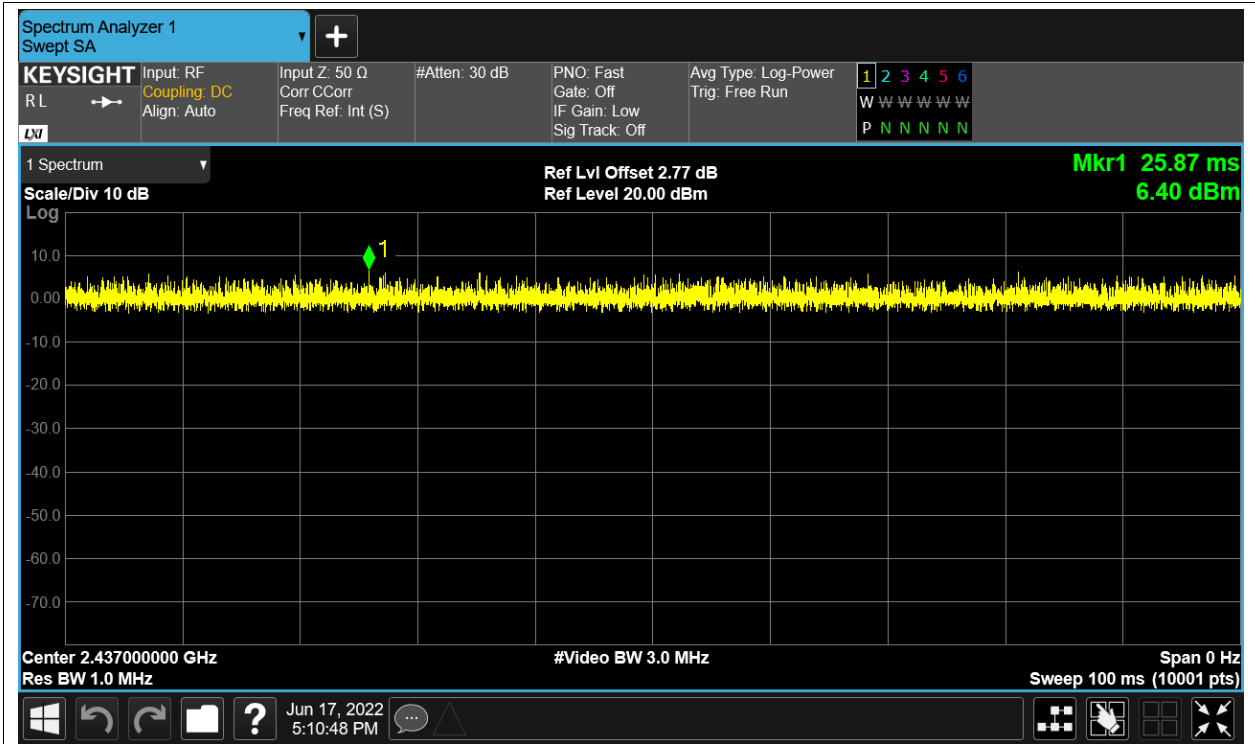 Spectrum Analyzer 1
Swept SA
KEYSIGHT
R L
LXI
Input: RF
Coupling: DC
Align: Auto
Input Z: 50 Ω
Corr CCorr
Freq Ref: Int (S)
#Atten: 30 dB
PNO: Fast
Gate: Off
IF Gain: Low
Sig Track: Off
Avg Type: Log-Power
Trig: Free Run
1 2 3 4 5 6
W W W W W W
P N N N N N
1 Spectrum
Scale/Div 10 dB
Ref Lvl Offset 2.77 dB
Ref Level 20.00 dBm
Mkr1 25.87 ms
6.40 dBm
Log
1
10.0
0.00
-10.0
-20.0
-30.0
-40.0
-50.0
-60.0
-70.0
Center 2.437000000 GHz
Res BW 1.0 MHz
#Video BW 3.0 MHz
Span 0 Hz
Sweep 100 ms (10001 pts)
?
Jun 17, 2022
5:10:48 PM